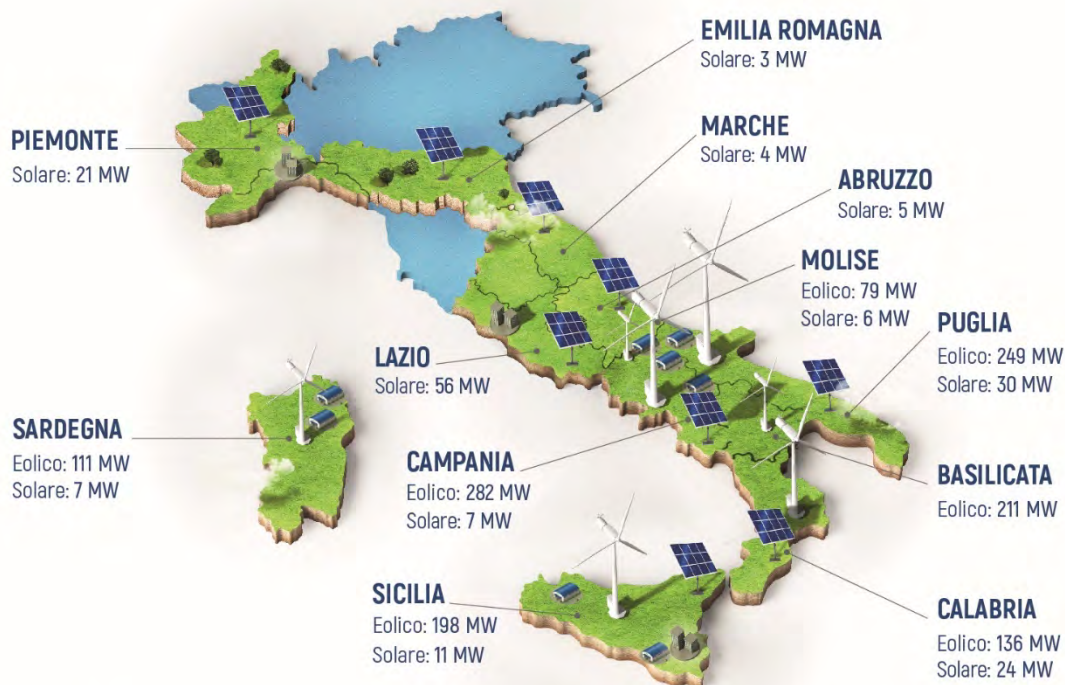 EMILIA ROMAGNA
Solare: 3 MW
PIEMONTE
Solare: 21 MW
MARCHE
Solare: 4 MW
ABRUZZO
Solare: 5 MW
MOLISE
Eolico: 79 MW
Solare: 6 MW
PUGLIA
Eolico: 249 MW
Solare: 30 MW
LAZIO
Solare: 56 MW
SARDEGNA
Eolico: 111 MW
Solare: 7 MW
CAMPANIA
Eolico: 282 MW
Solare: 7 MW
BASILICATA
Eolico: 211 MW
SICILIA
Eolico: 198 MW
Solare: 11 MW
CALABRIA
Eolico: 136 MW
Solare: 24 MW